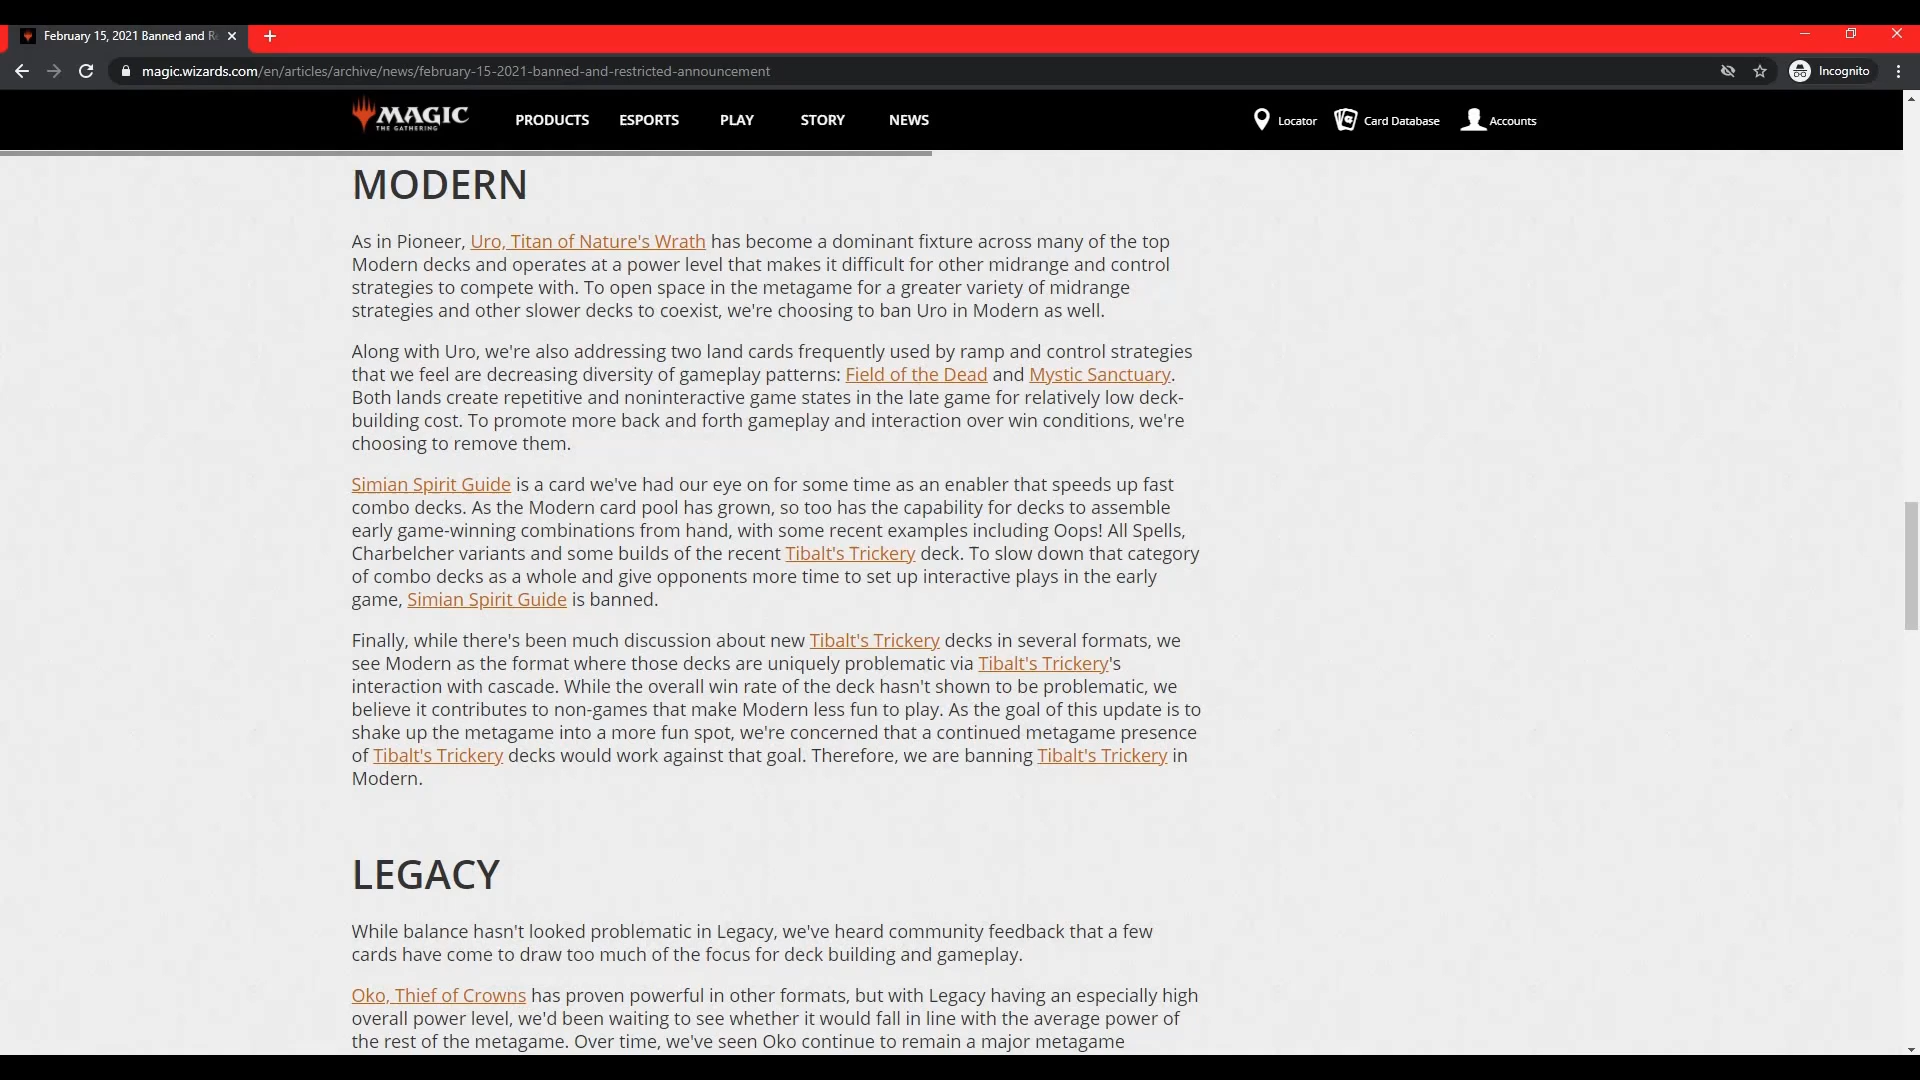 February 15, 2021 Banned and R
magic.wizards.com/en/articles/archive/news/february-15-2021-banned-and-restricted-announcement
Incognito
MAGIC
THE GATHERING
PRODUCTS
ESPORTS
PLAY
STORY
NEWS
Locator
Card Database
Accounts
MODERN
As in Pioneer, Uro, Titan of Nature's Wrath has become a dominant fixture across many of the top
Modern decks and operates at a power level that makes it difficult for other midrange and control
strategies to compete with. To open space in the metagame for a greater variety of midrange
strategies and other slower decks to coexist, we're choosing to ban Uro in Modern as well.
Along with Uro, we're also addressing two land cards frequently used by ramp and control strategies
that we feel are decreasing diversity of gameplay patterns: Field of the Dead and Mystic Sanctuary.
Both lands create repetitive and noninteractive game states in the late game for relatively low deck-
building cost. To promote more back and forth gameplay and interaction over win conditions, we're
choosing to remove them.
Simian Spirit Guide is a card we've had our eye on for some time as an enabler that speeds up fast
combo decks. As the Modern card pool has grown, so too has the capability for decks to assemble
early game-winning combinations from hand, with some recent examples including Oops! All Spells,
Charbelcher variants and some builds of the recent Tibalt's Trickery deck. To slow down that category
of combo decks as a whole and give opponents more time to set up interactive plays in the early
game, Simian Spirit Guide is banned.
Finally, while there's been much discussion about new Tibalt's Trickery decks in several formats, we
see Modern as the format where those decks are uniquely problematic via Tibalt's Trickery's
interaction with cascade. While the overall win rate of the deck hasn't shown to be problematic, we
believe it contributes to non-games that make Modern less fun to play. As the goal of this update is to
shake up the metagame into a more fun spot, we're concerned that a continued metagame presence
of Tibalt's Trickery decks would work against that goal. Therefore, we are banning Tibalt's Trickery in
Modern.
LEGACY
While balance hasn't looked problematic in Legacy, we've heard community feedback that a few
cards have come to draw too much of the focus for deck building and gameplay.
Oko, Thief of Crowns has proven powerful in other formats, but with Legacy having an especially high
overall power level, we'd been waiting to see whether it would fall in line with the average power of
the rest of the metagame. Over time, we've seen Oko continue to remain a major metagame